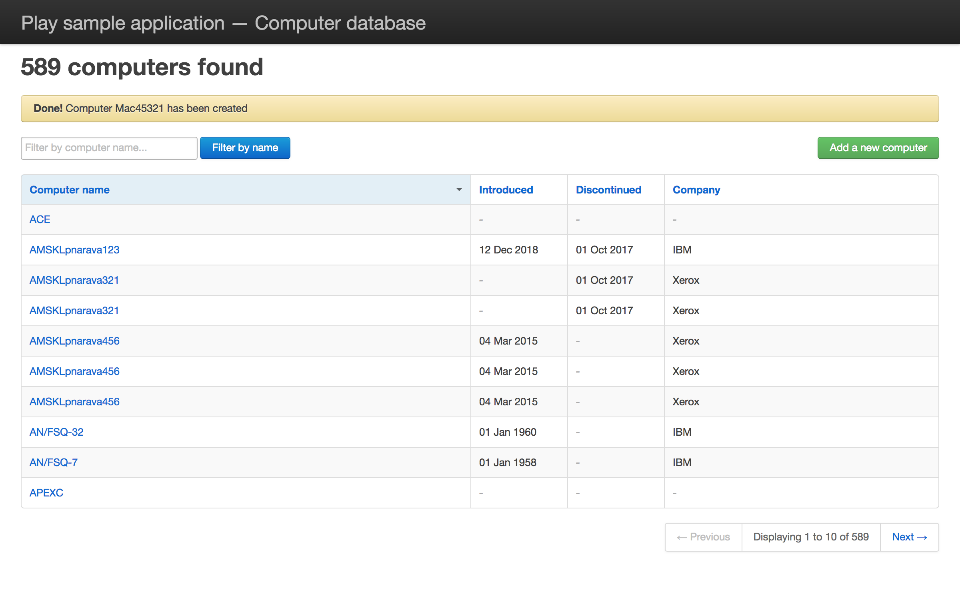 Play sample application — Computer database
589 computers found
Done! Computer Mac45321 has been created
Filter by computer name... Filter by name Add a new computer
Computer name Introduced Discontinued Company
ACE - - -
AMSKLpnarava123 12 Dec 2018 01 Oct 2017 IBM
AMSKLpnarava321 - 01 Oct 2017 Xerox
AMSKLpnarava321 - 01 Oct 2017 Xerox
AMSKLpnarava456 04 Mar 2015 - Xerox
AMSKLpnarava456 04 Mar 2015 - Xerox
AMSKLpnarava456 04 Mar 2015 - Xerox
AN/FSQ-32 01 Jan 1960 - IBM
AN/FSQ-7 01 Jan 1958 - IBM
APEXC - - -
← Previous Displaying 1 to 10 of 589 Next →